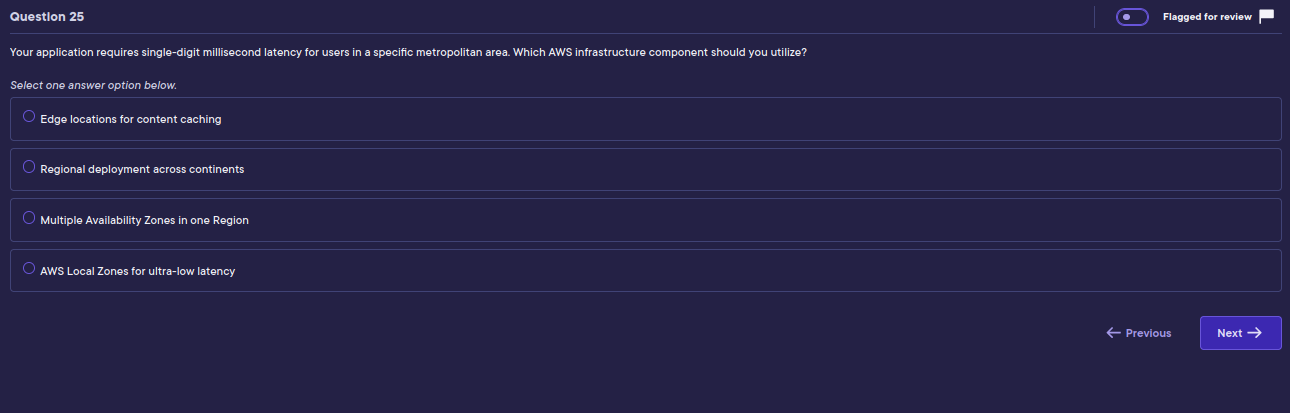 Question 25
Flagged for review
Your application requires single-digit millisecond latency for users in a specific metropolitan area. Which AWS infrastructure component should you utilize?
Select one answer option below.
Edge locations for content caching
Regional deployment across continents
Multiple Availability Zones in one Region
AWS Local Zones for ultra-low latency
Previous
Next